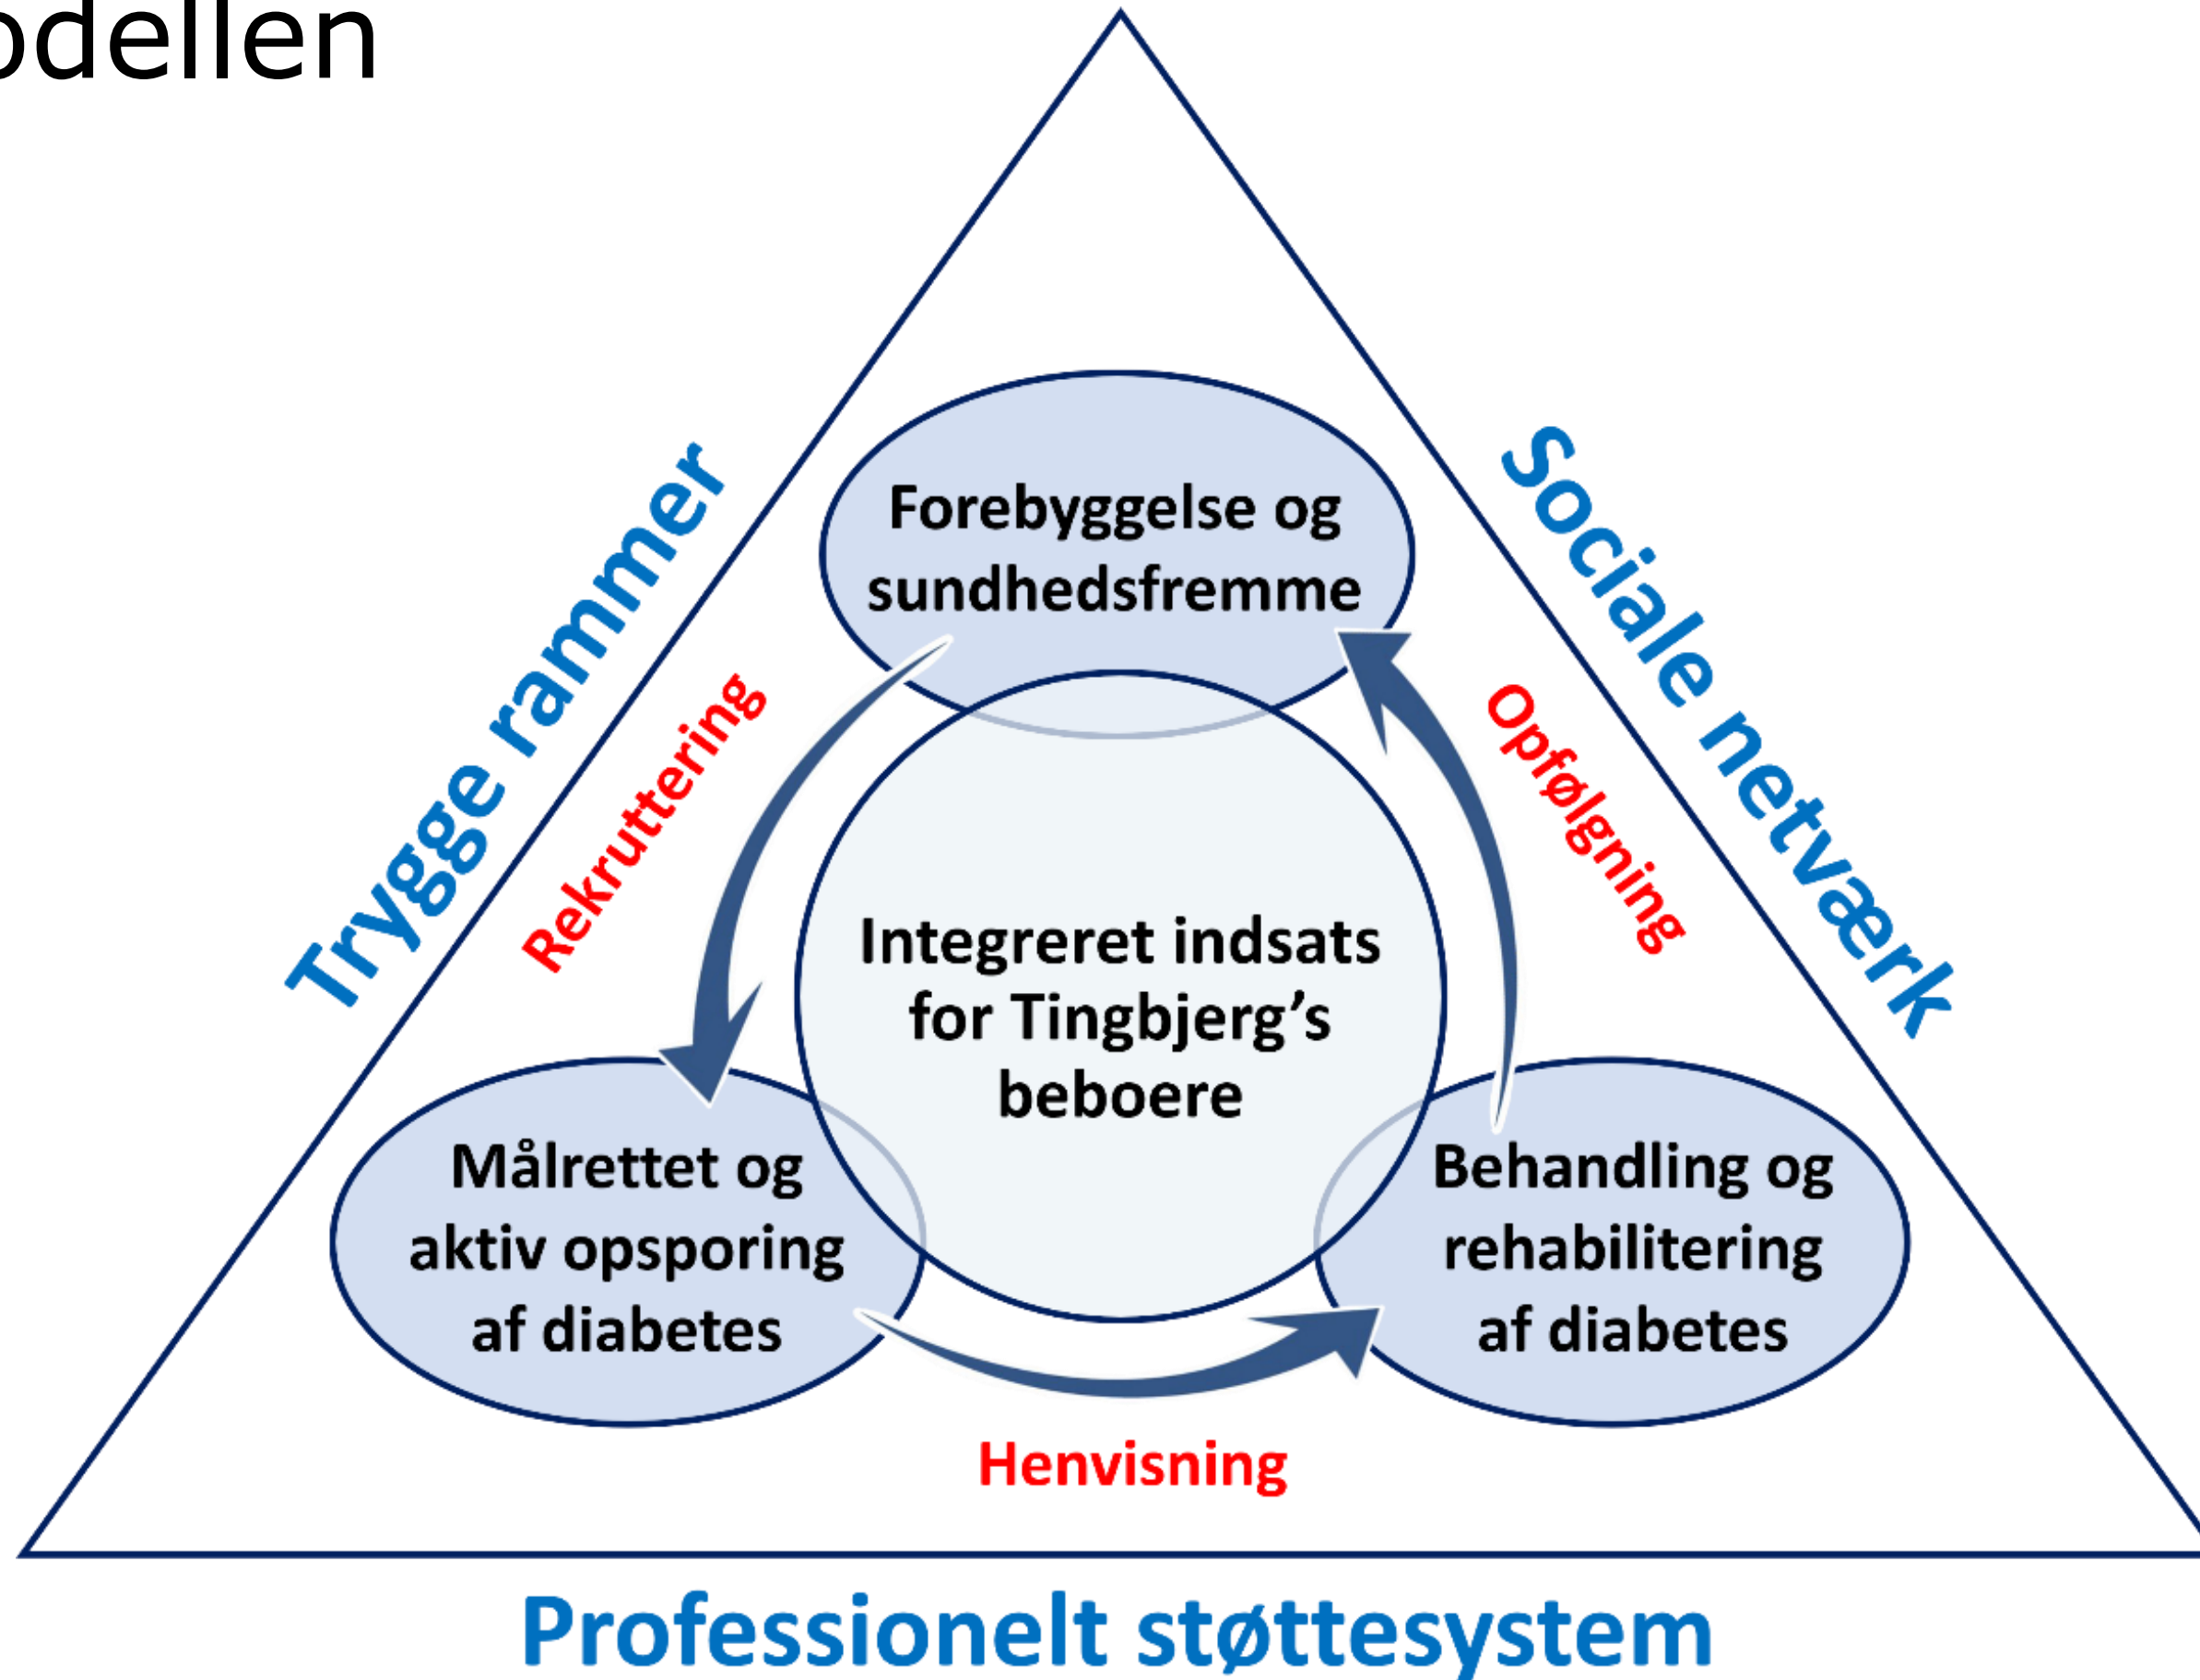 odellen
Forebyggelse og
sundhedsfremme
Trygge rammer
Sociale netværk
Rekruttering
Opfølgning
Integreret indsats
for Tingbjerg’s
beboere
Målrettet og
aktiv opsporing
af diabetes
Behandling og
rehabilitering
af diabetes
Henvisning
Professionelt støttesystem